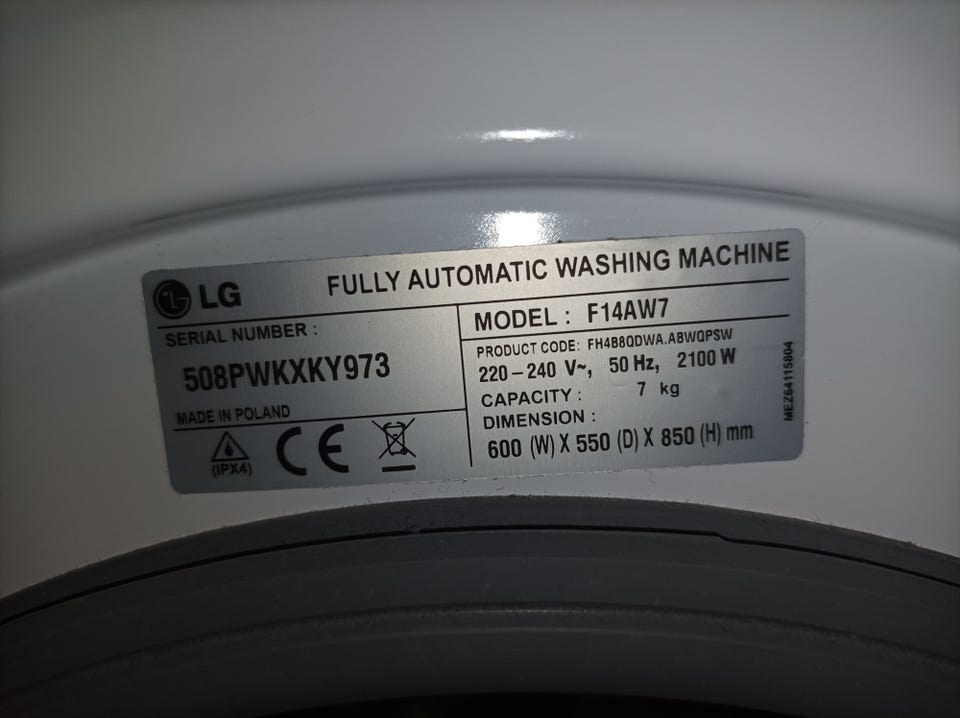 LG FULLY AUTOMATIC WASHING MACHINE
SERIAL NUMBER :
508PWKXKY973
MADE IN POLAND
(IPX4)
CE
MODEL : F14AW7
PRODUCT CODE: FH4B8QDWA.ABWQPSW
220–240 V~, 50 Hz, 2100 W
CAPACITY : 7 kg
DIMENSION :
600 (W) X 550 (D) X 850 (H) mm
MEZ64115804